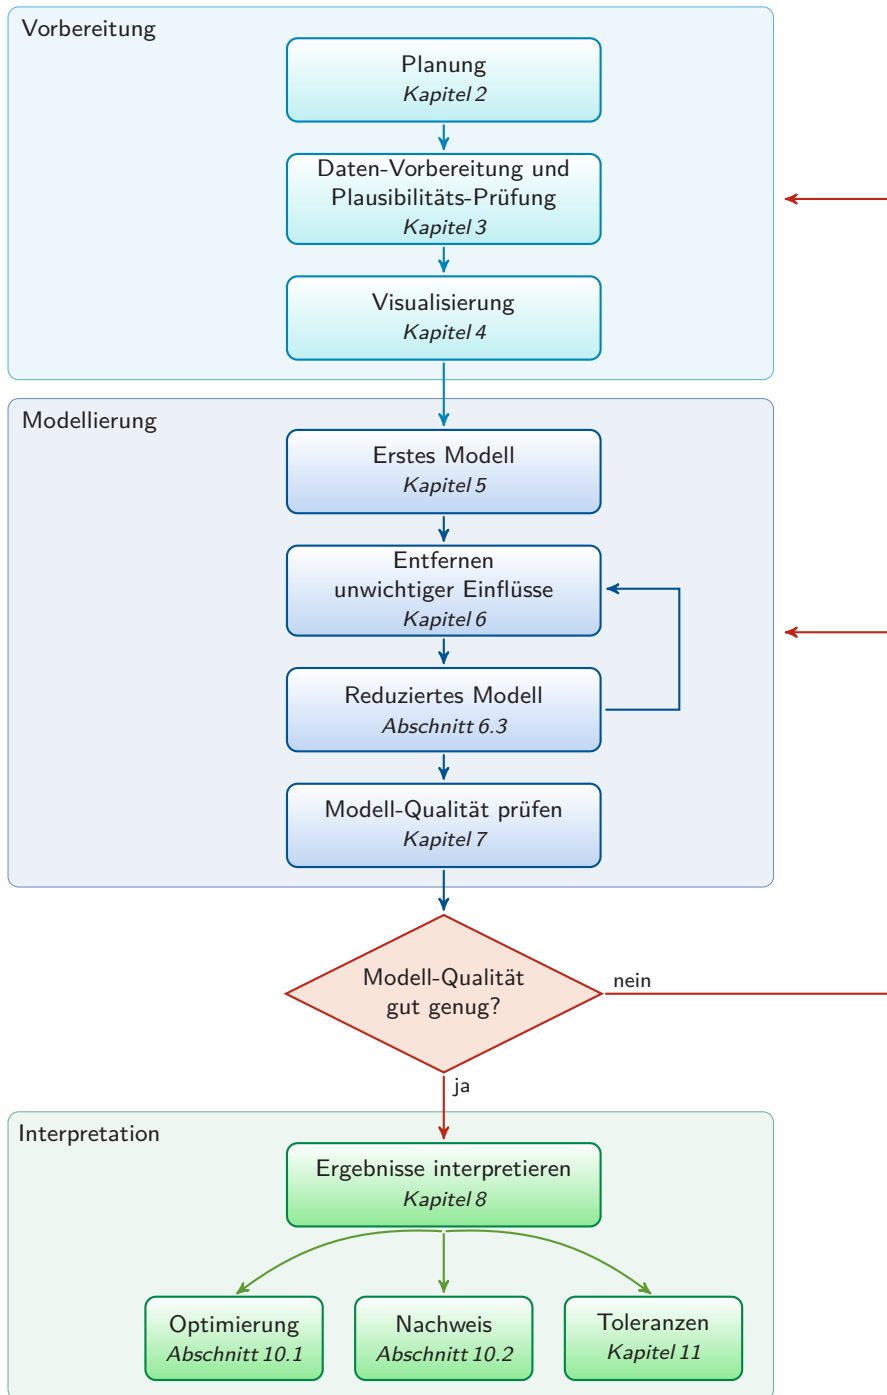 Vorbereitung
Planung
Kapitel 2
Daten-Vorbereitung und
Plausibilitäts-Prüfung
Kapitel 3
Visualisierung
Kapitel 4
Modellierung
Erstes Modell
Kapitel 5
Entfernen
unwichtiger Einflüsse
Kapitel 6
Reduziertes Modell
Abschnitt 6.3
Modell-Qualität prüfen
Kapitel 7
Modell-Qualität
gut genug?
nein
ja
Interpretation
Ergebnisse interpretieren
Kapitel 8
Optimierung
Abschnitt 10.1
Nachweis
Abschnitt 10.2
Toleranzen
Kapitel 11